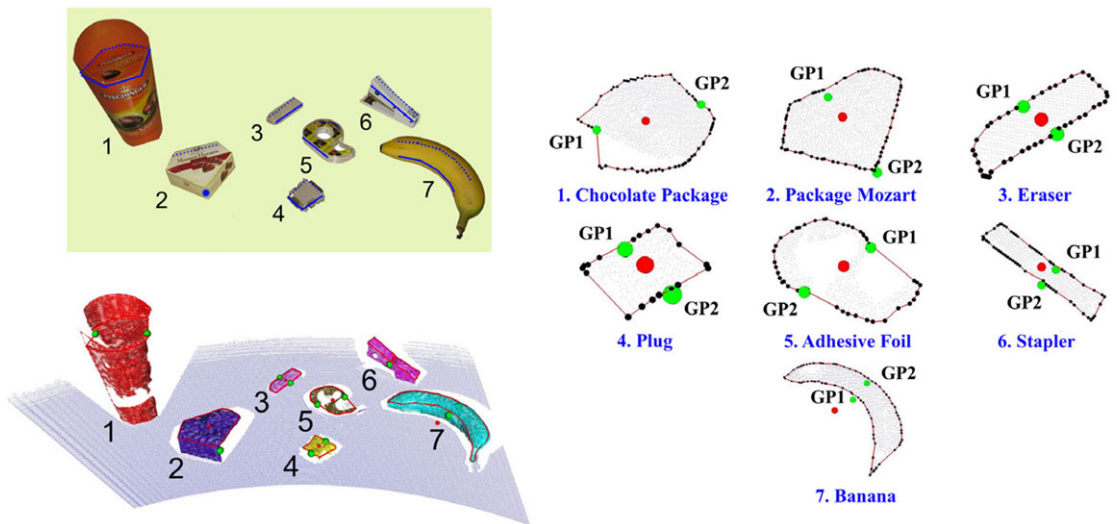 PISCHINGER
1
2
3
4
5
6
7
1
2
3
4
5
6
7
GP1
GP2
1. Chocolate Package
GP1
GP2
2. Package Mozart
GP1
GP2
3. Eraser
GP1
GP2
4. Plug
GP1
GP2
5. Adhesive Foil
GP1
GP2
6. Stapler
GP2
GP1
7. Banana